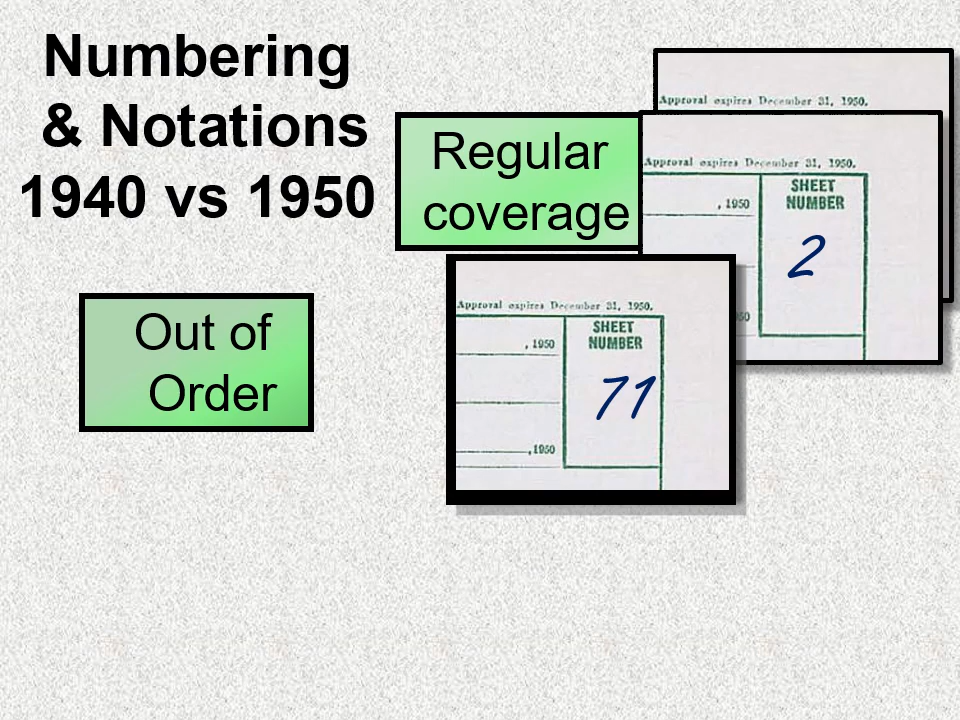 Numbering
& Notations
1940 vs 1950
Regular
coverage
Out of
Order
Approval expires December 31, 1950.
Approval expires December 31, 1950.
, 1950
SHEET
NUMBER
2
Approval expires December 31, 1950.
, 1950
SHEET
NUMBER
71
, 1950